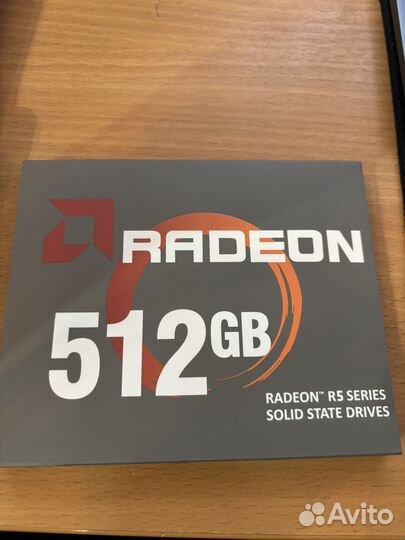 RADEON
512GB
RADEON™ R5 SERIES
SOLID STATE DRIVES
Avito